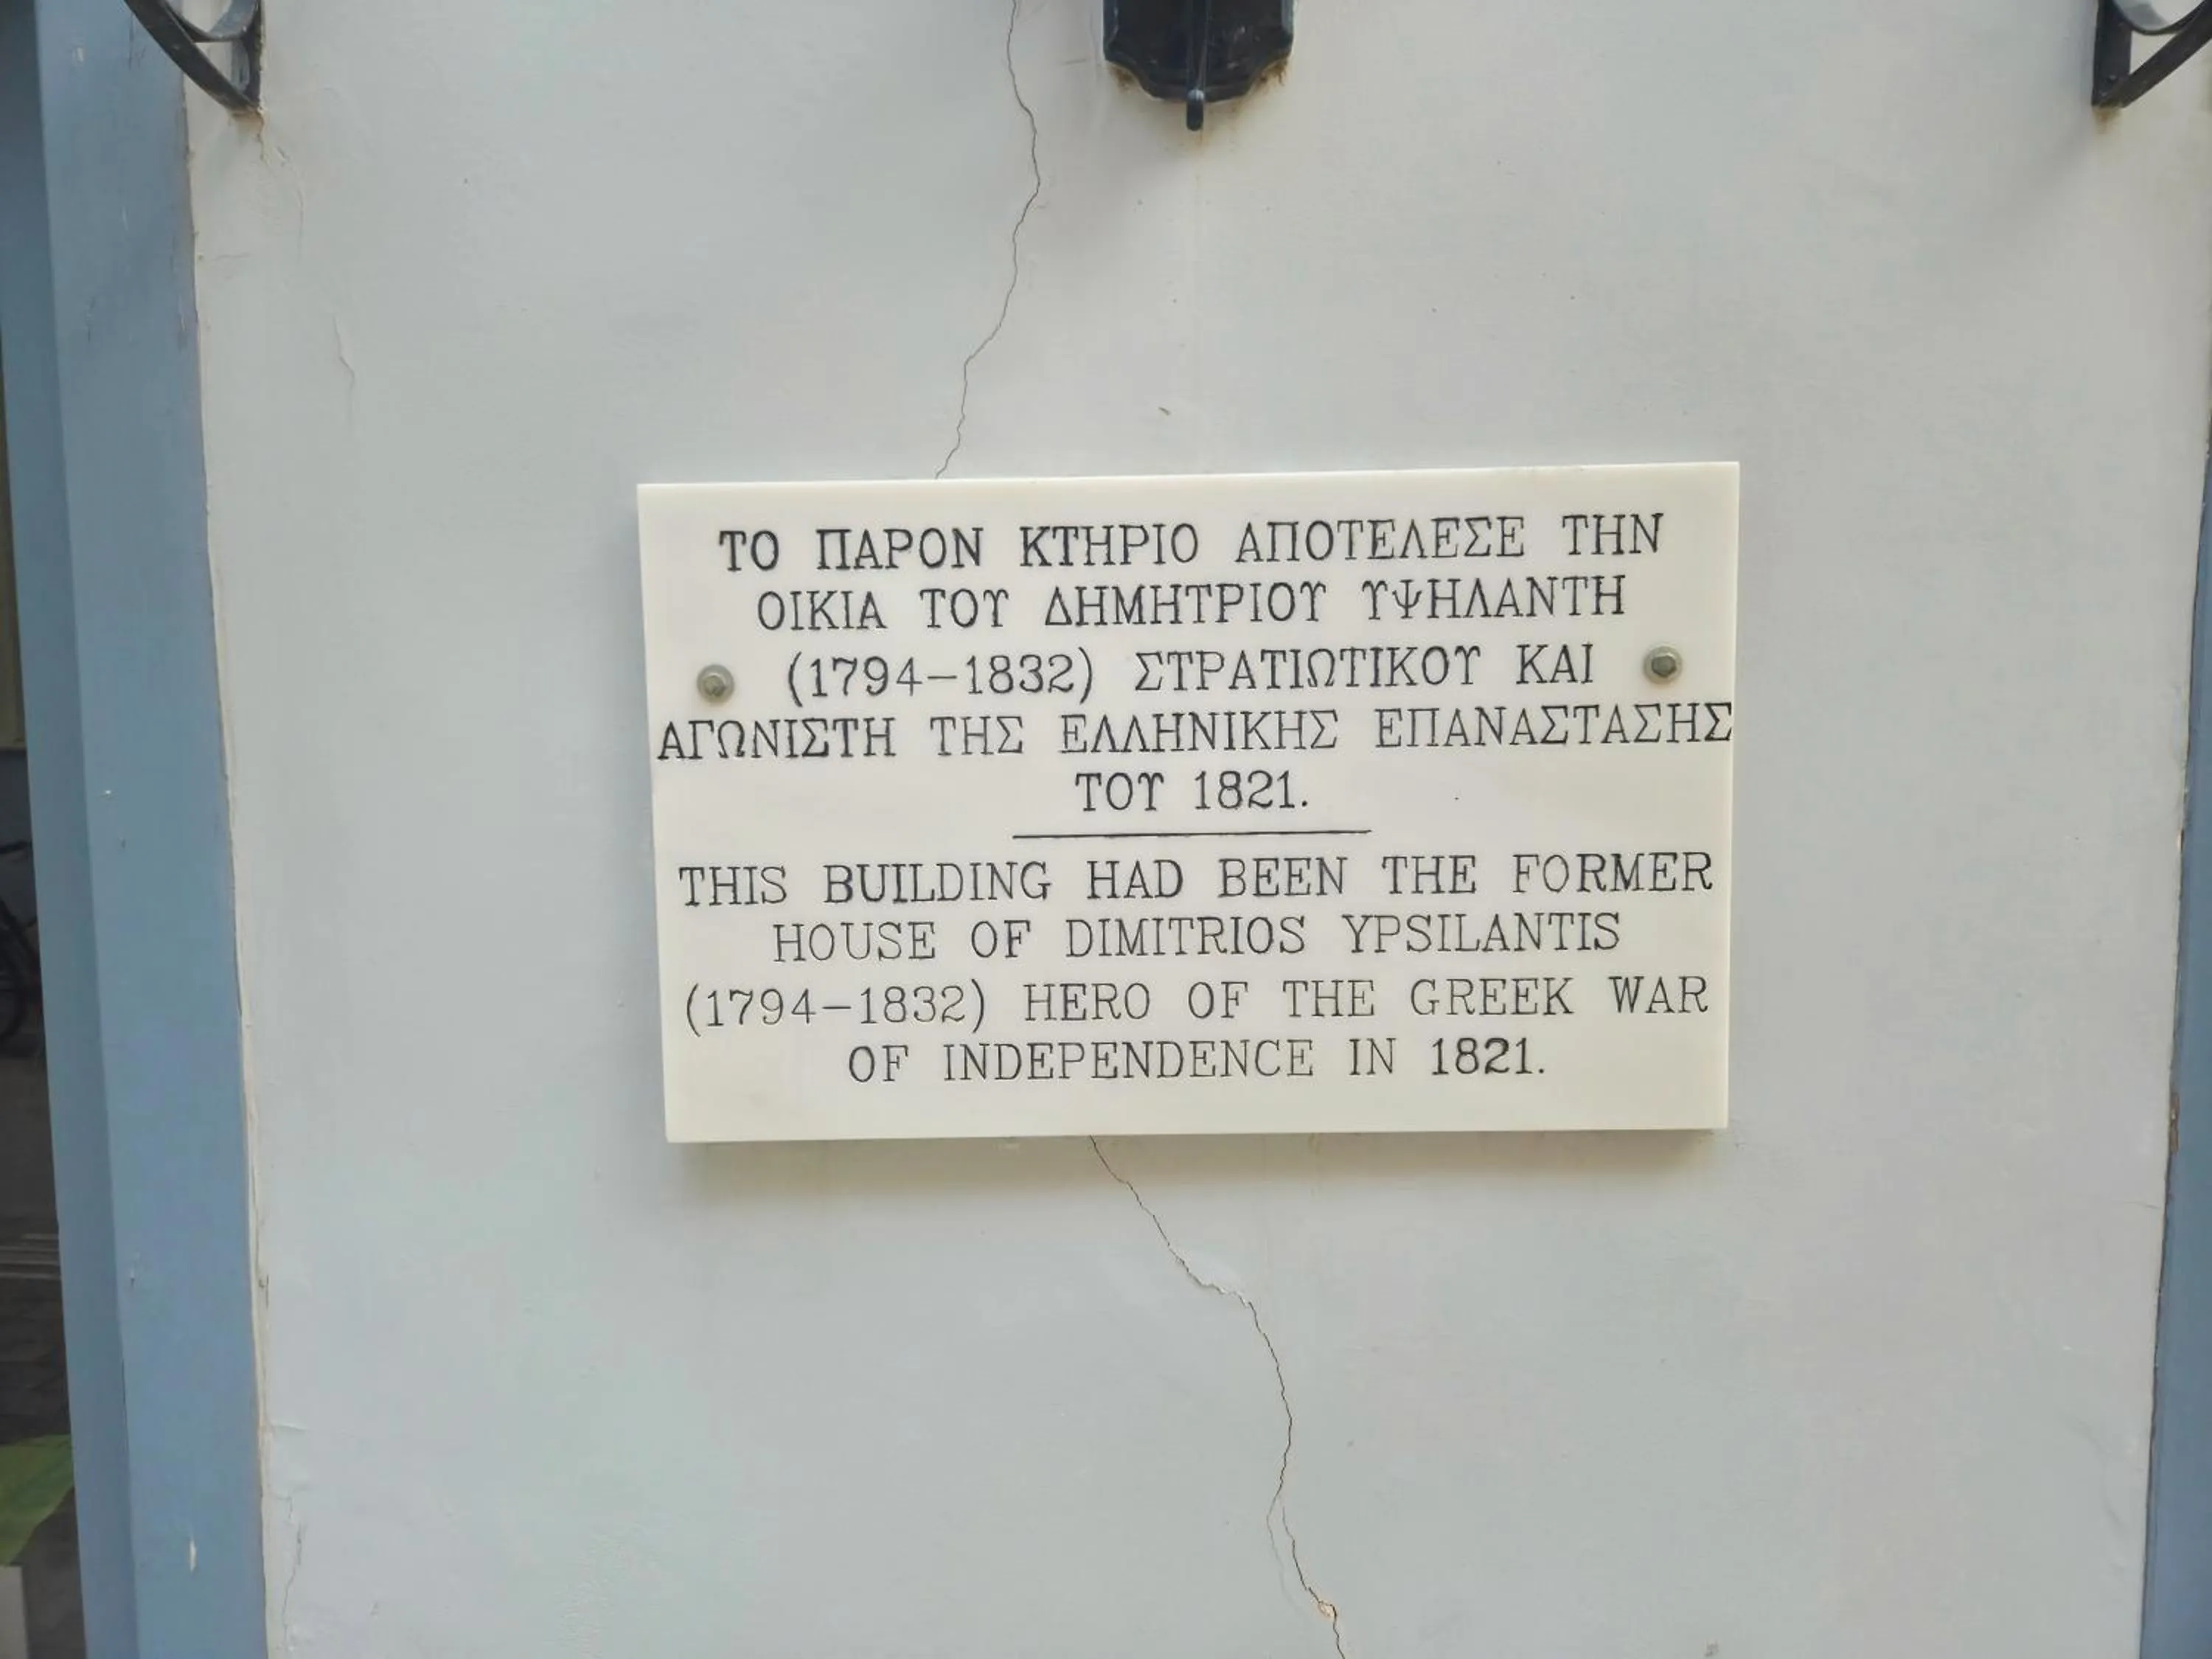 ΤΟ ΠΑΡΟΝ ΚΤΗΡΙΟ ΑΠΟΤΕΛΕΣΕ ΤΗΝ
ΟΙΚΙΑ ΤΟΥ ΔΗΜΗΤΡΙΟΥ ΥΨΗΛΑΝΤΗ
(1794-1832) ΣΤΡΑΤΙΩΤΙΚΟΥ ΚΑΙ
ΑΓΩΝΙΣΤΗ ΤΗΣ ΕΛΛΗΝΙΚΗΣ ΕΠΑΝΑΣΤΑΣΗΣ
ΤΟΥ 1821.
THIS BUILDING HAD BEEN THE FORMER
HOUSE OF DIMITRIOS YPSILANTIS
(1794-1832) HERO OF THE GREEK WAR
OF INDEPENDENCE IN 1821.